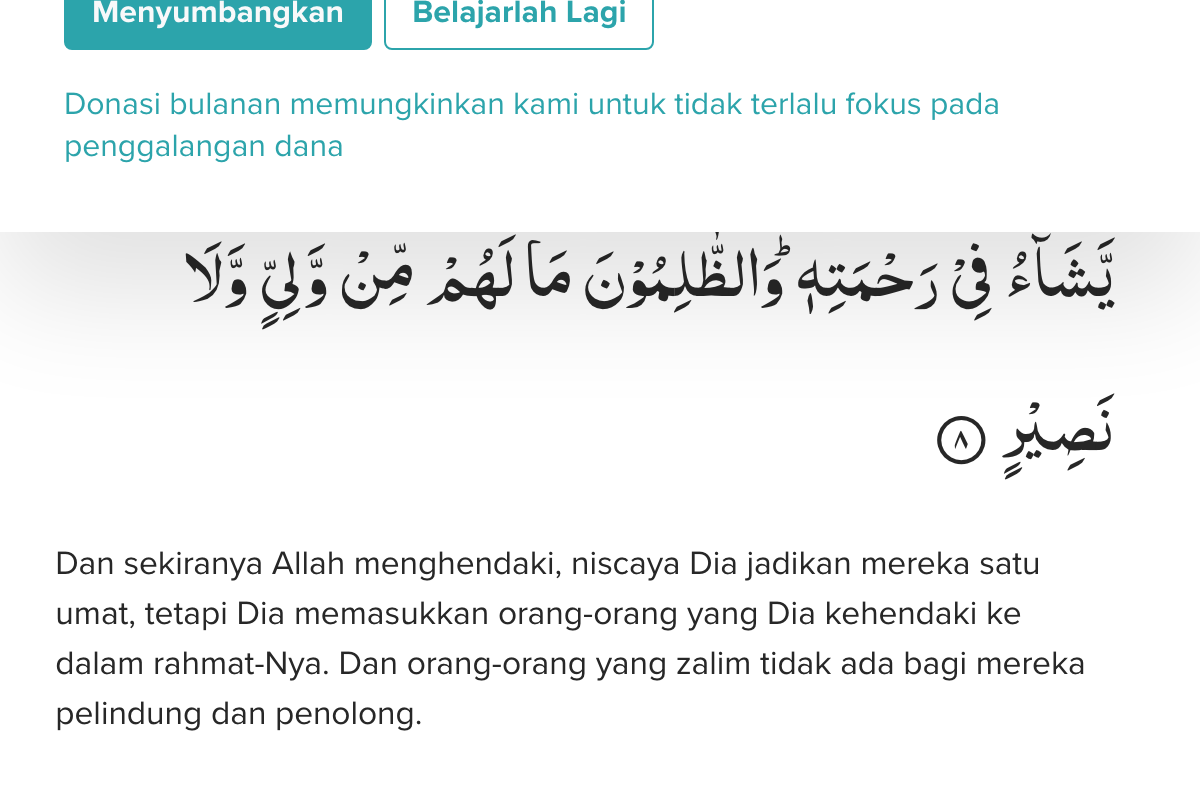 Menyumbangkan Belajarlah Lagi
Donasi bulanan memungkinkan kami untuk tidak terlalu fokus pada
penggalangan dana
يَّشَاۤءُ فِيْ رَحْمَتِهٖۗ وَالظّٰلِمُوْنَ مَا لَهُمْ مِّنْ وَّلِيٍّ وَّلَا
نَصِيْرٍ ٨
Dan sekiranya Allah menghendaki, niscaya Dia jadikan mereka satu
umat, tetapi Dia memasukkan orang-orang yang Dia kehendaki ke
dalam rahmat-Nya. Dan orang-orang yang zalim tidak ada bagi mereka
pelindung dan penolong.